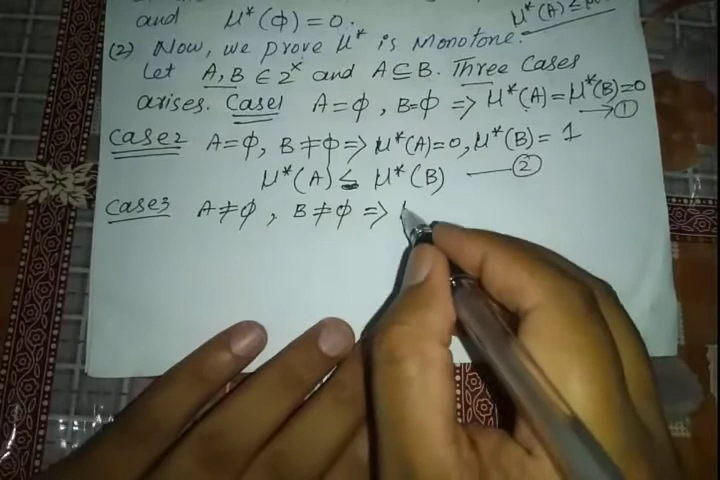 and μ*(ϕ) = 0.
μ*(A) ≤
(2) Now, we prove μ* is Monotone.
Let A, B ∈ 2^x and A ⊆ B. Three Cases
arises. Case1 A = ϕ, B = ϕ => μ*(A) = μ*(B) = 0
→ ①
Case2 A = ϕ, B ≠ ϕ => μ*(A) = 0, μ*(B) = 1
μ*(A) ≤ μ*(B) — ②
Case3 A ≠ ϕ, B ≠ ϕ =>